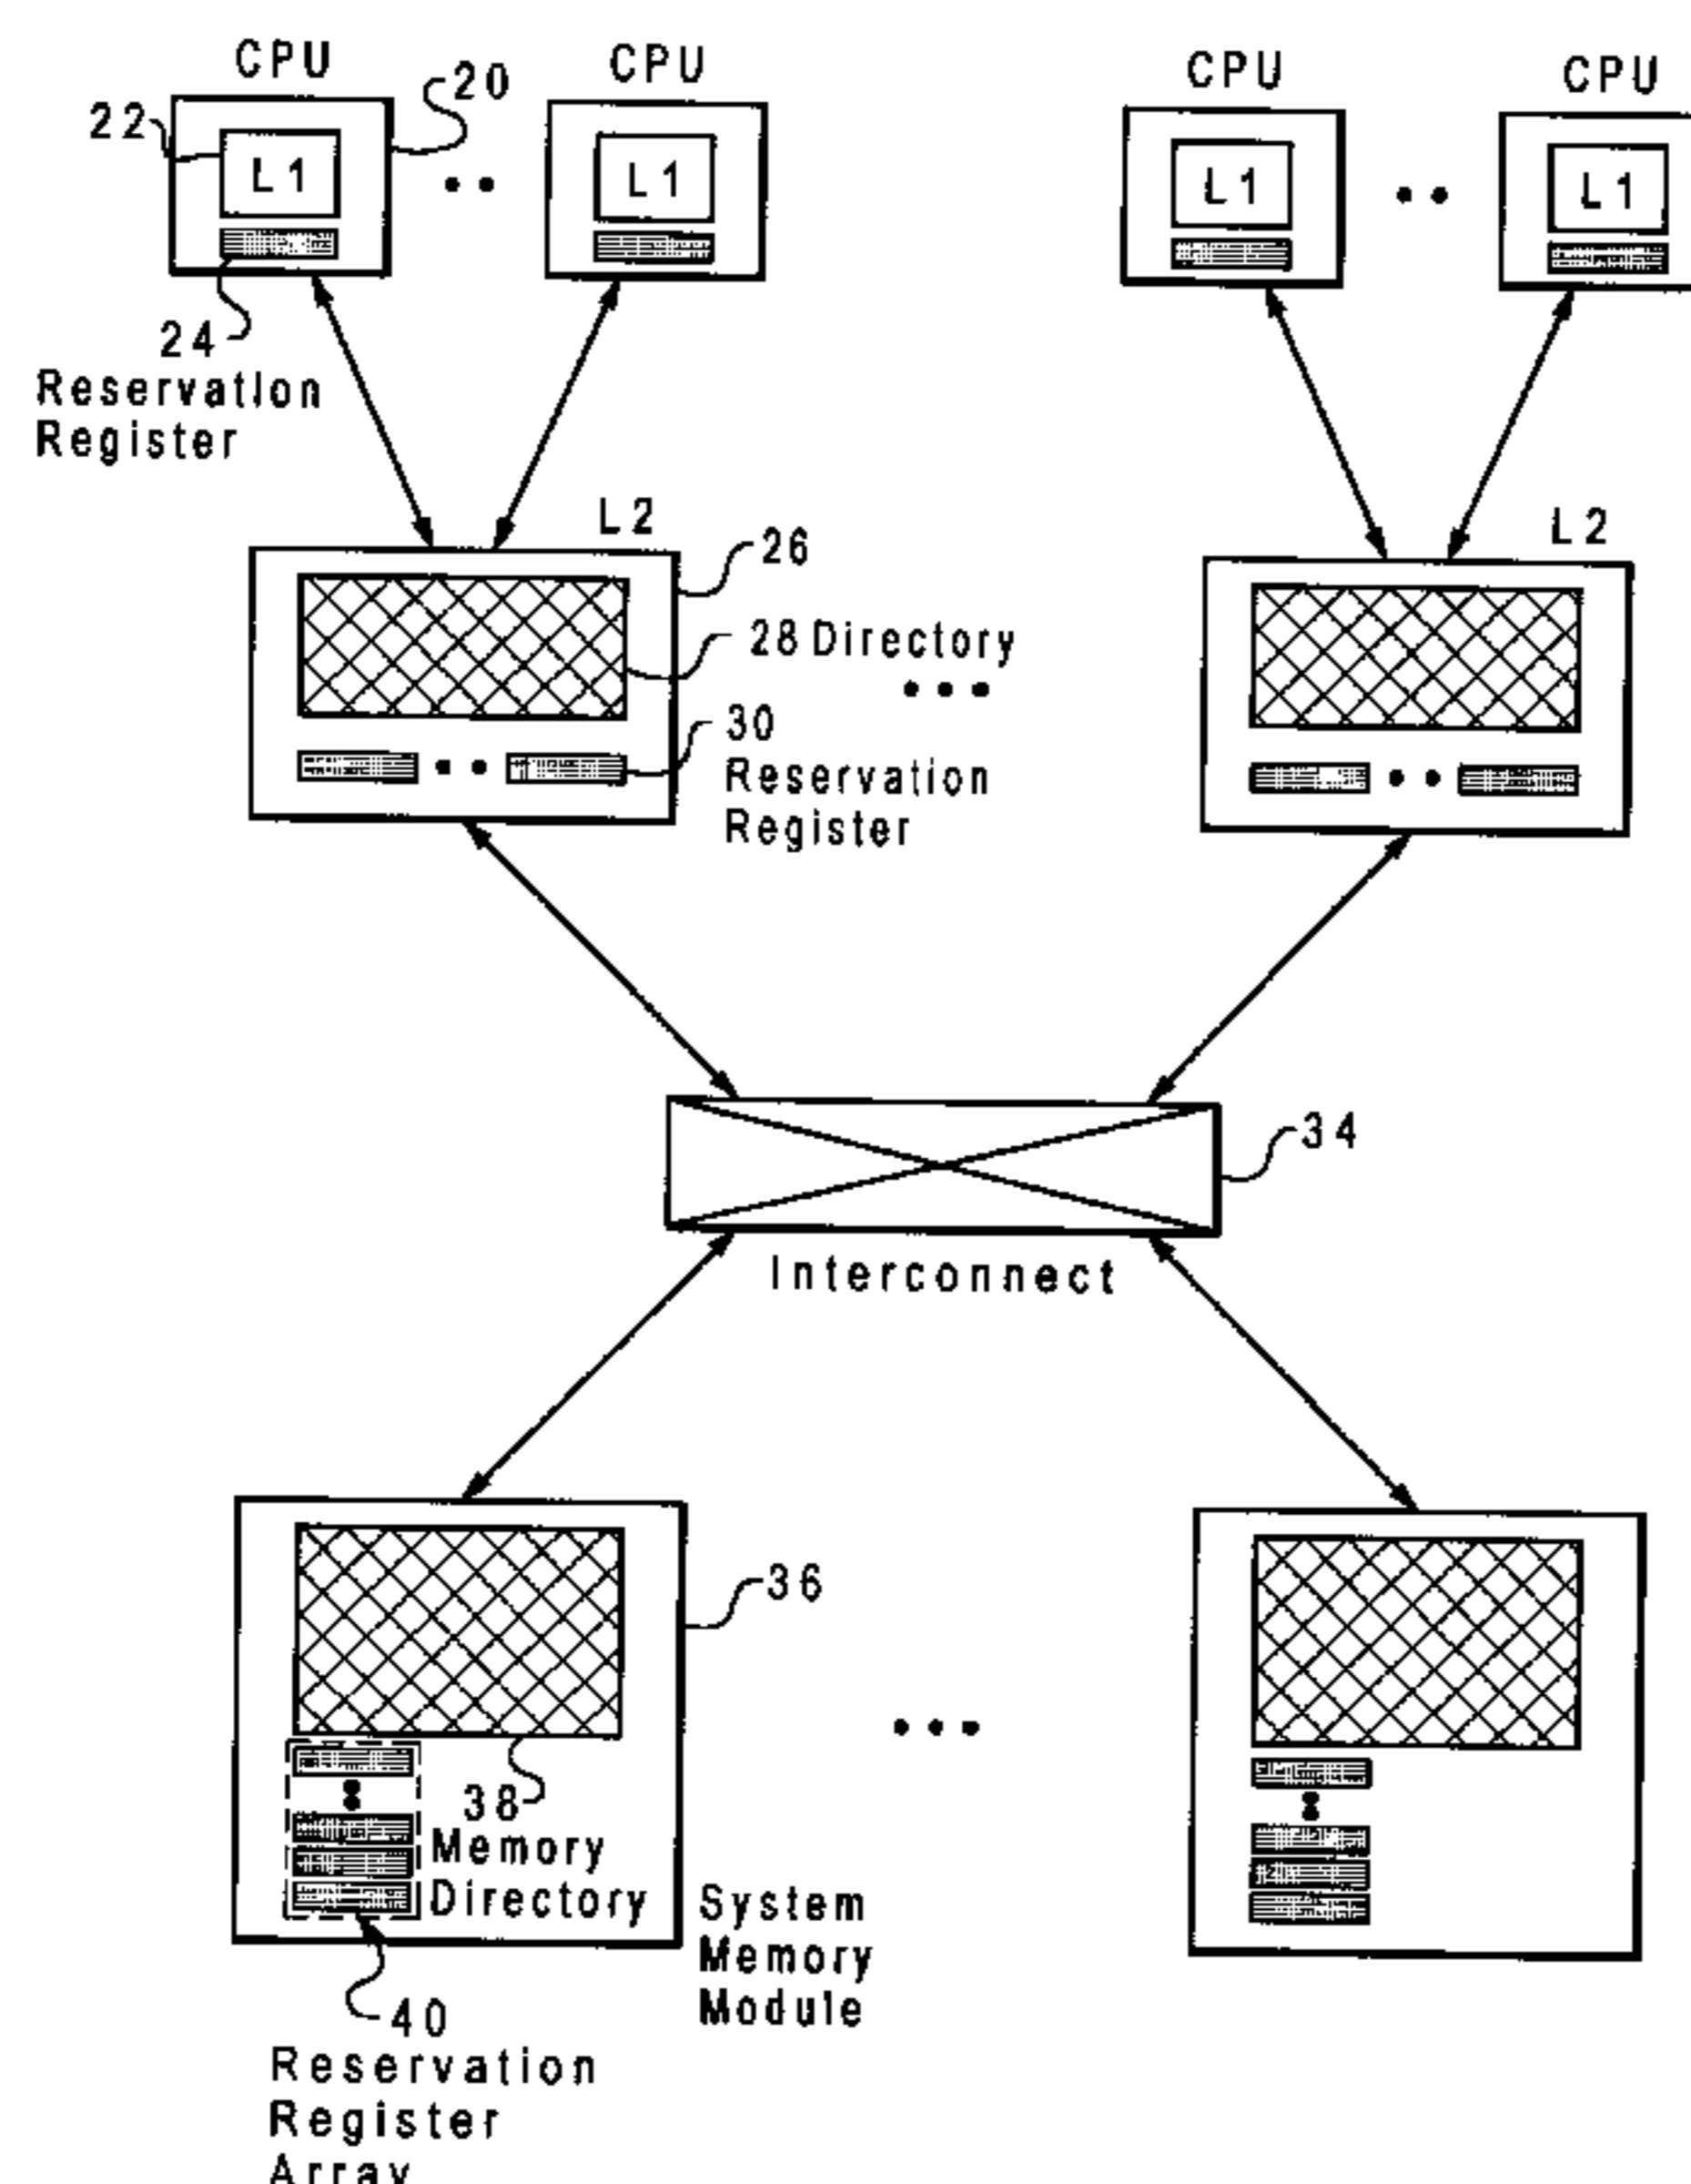 CPU
CPU
CPU
CPU
20
22
L1
L1
L1
L1
24
Reservation
Register
L2
L2
26
28 Directory
30
Reservation
Register
34
Interconnect
36
38
Memory
Directory
System
Memory
Module
40
Reservation
Register
Array